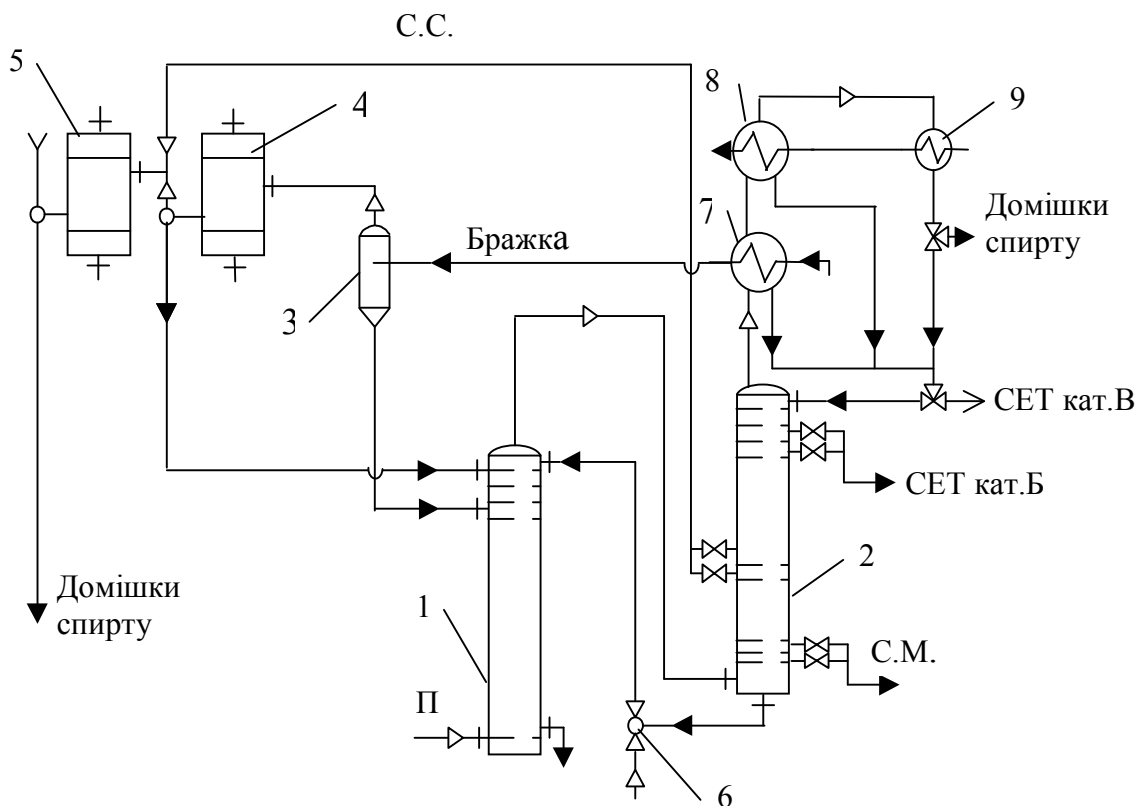 С.С.
5
4
8
9
7
Домішки
спирту
Бражка
3
СЕТ кат.В
СЕТ кат.Б
2
Домішки
спирту
1
С.М.
П
6